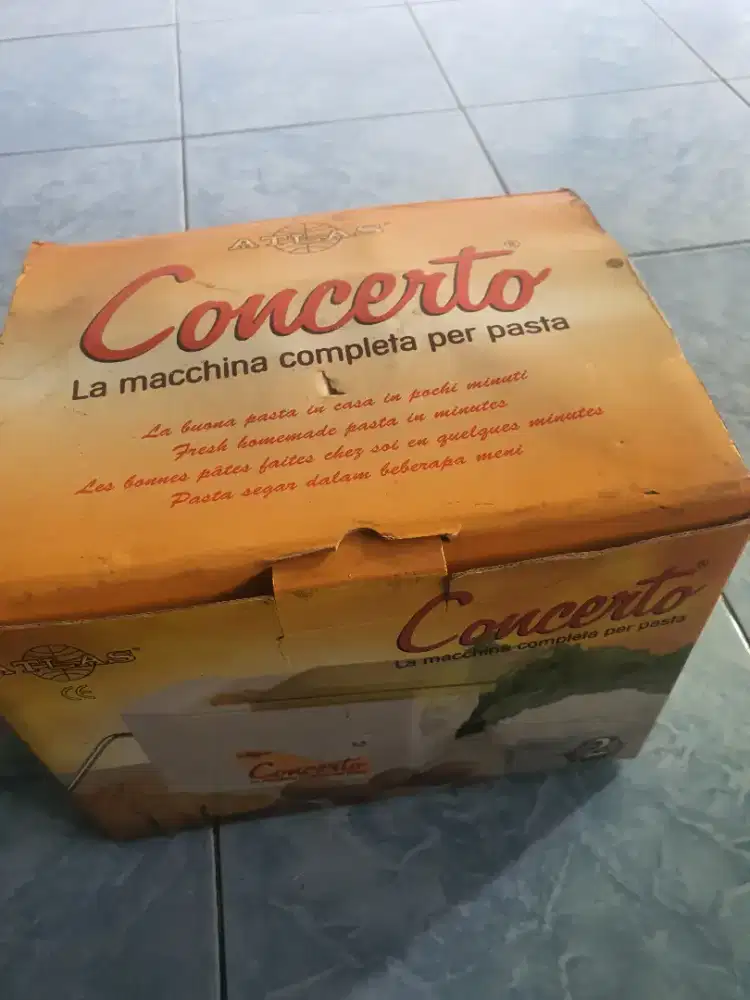 ATLAS
Concerto®
La macchina completa per pasta
La buona pasta in casa in pochi minuti
Fresh homemade pasta in minutes
Les bonnes pâtes faites chez soi en quelques minutes
Pasta segar dalam beberapa meni
Concerto®
La macchina completa per pasta
ATLAS
CE
Concerto
2